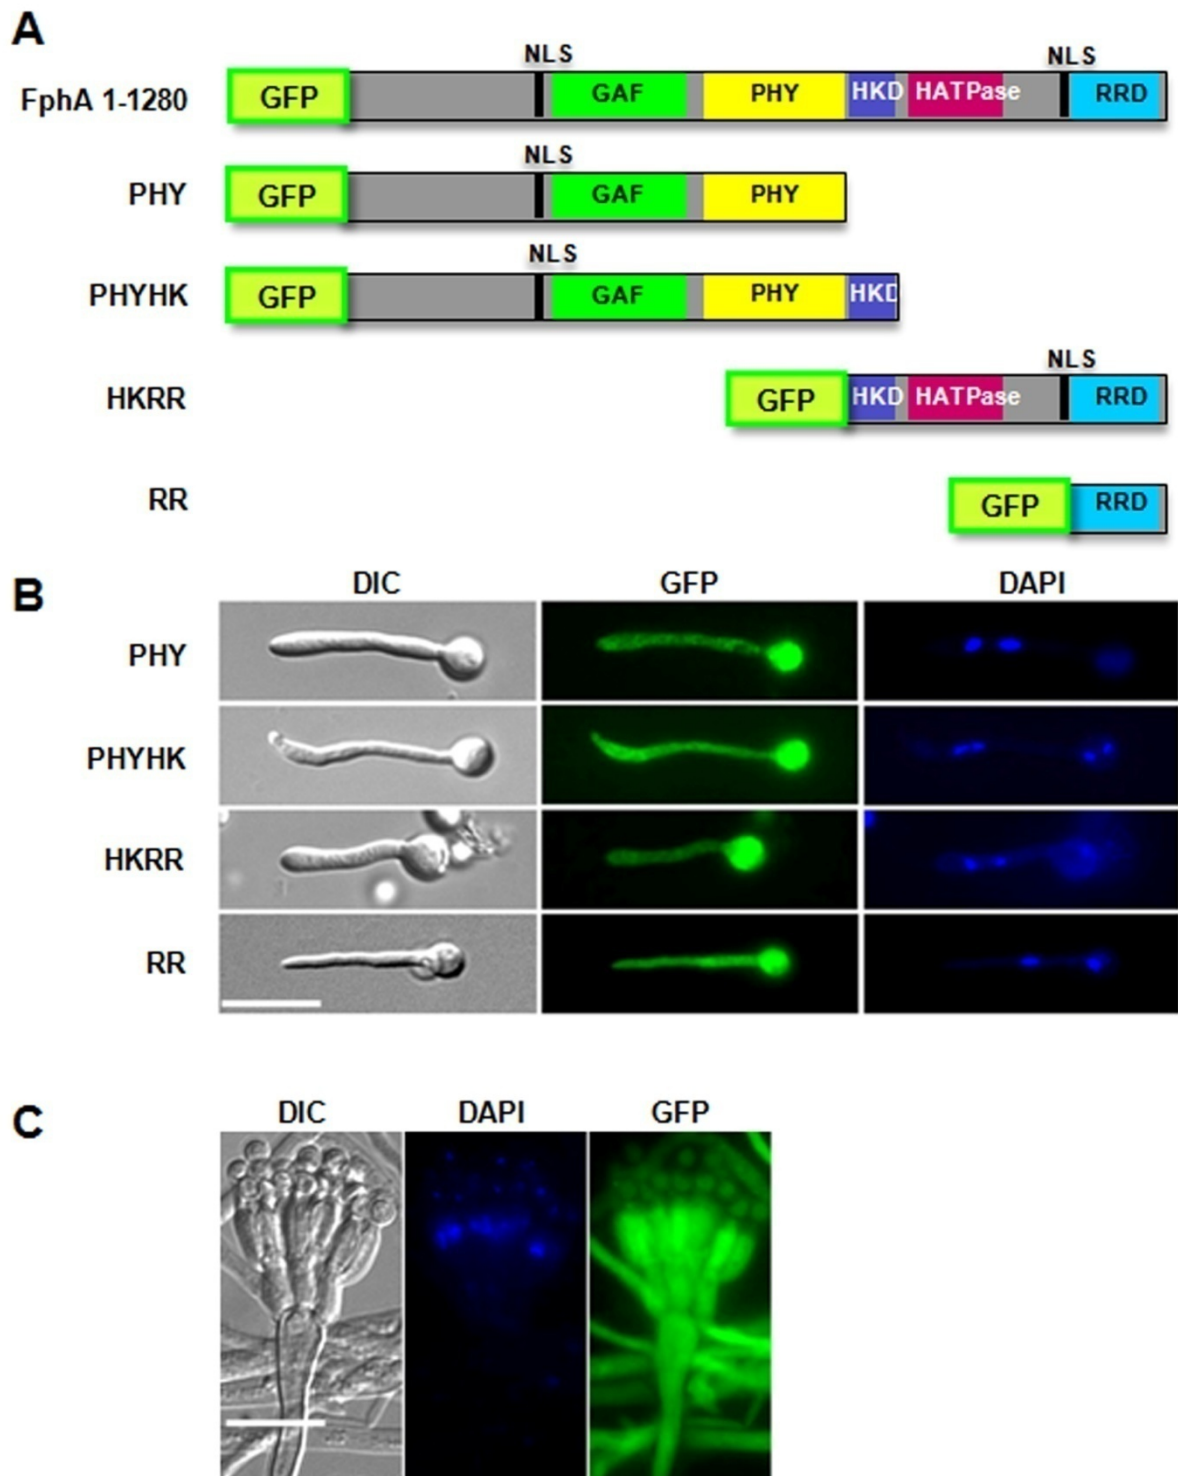 A
NLS NLS
FphA 1-1280 GFP GAF PHY HKD HATPase RRD
NLS
PHY GFP GAF PHY
NLS
PHYHK GFP GAF PHY HKD
NLS
HKRR GFP HKD HATPase RRD
RR GFP RRD
B
DIC GFP DAPI
PHY
PHYHK
HKRR
RR
C
DIC DAPI GFP